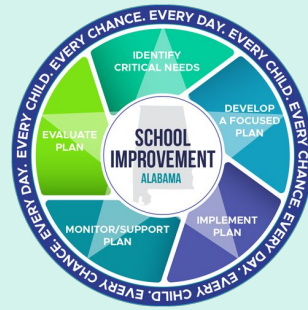 EVERY CHILD. EVERY CHANCE. EVERY DAY. EVERY CHILD. EVERY CHANCE. EVERY DAY. EVERY CHILD. EVERY CHANCE. EVERY DAY.
IDENTIFY
CRITICAL NEEDS
DEVELOP
A FOCUSED
PLAN
IMPLEMENT
PLAN
MONITOR/SUPPORT
PLAN
EVALUATE
PLAN
SCHOOL
IMPROVEMENT
ALABAMA